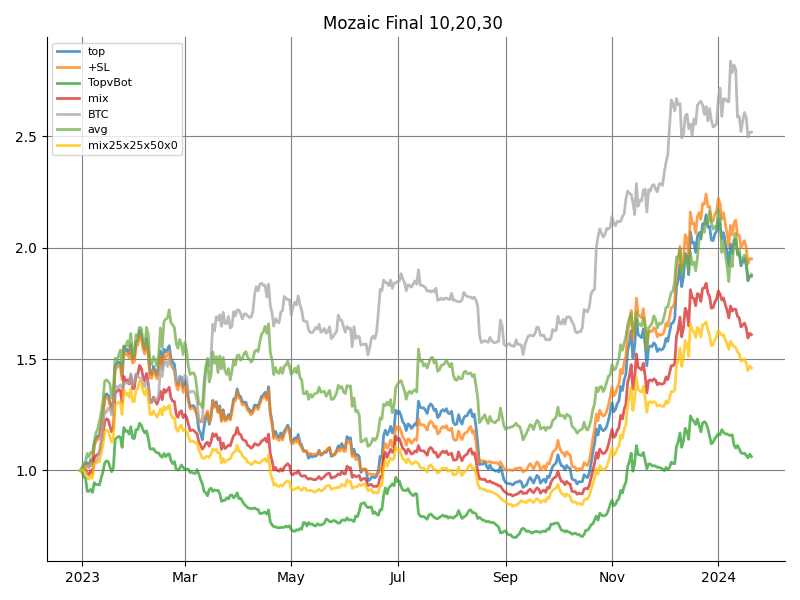 Mozaic Final 10,20,30
top
+SL
TopvBot
mix
BTC
avg
mix25x25x50x0
2.5
2.0
1.5
1.0
2023 Mar May Jul Sep Nov 2024